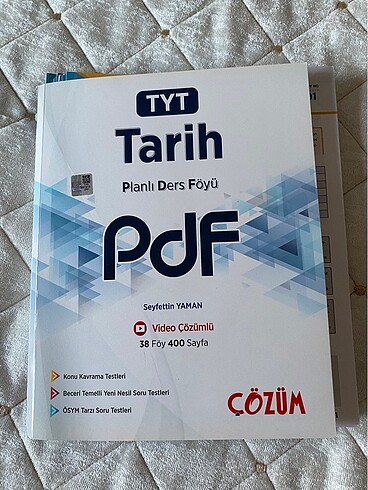 TYT
Tarih
Planlı Ders Föyü
PdF
Seyfettin YAMAN
Video Çözümlü
38 Föy 400 Sayfa
Konu Kavrama Testleri
Beceri Temelli Yeni Nesil Soru Testleri
ÖSYM Tarzı Soru Testleri
ÇÖZÜM